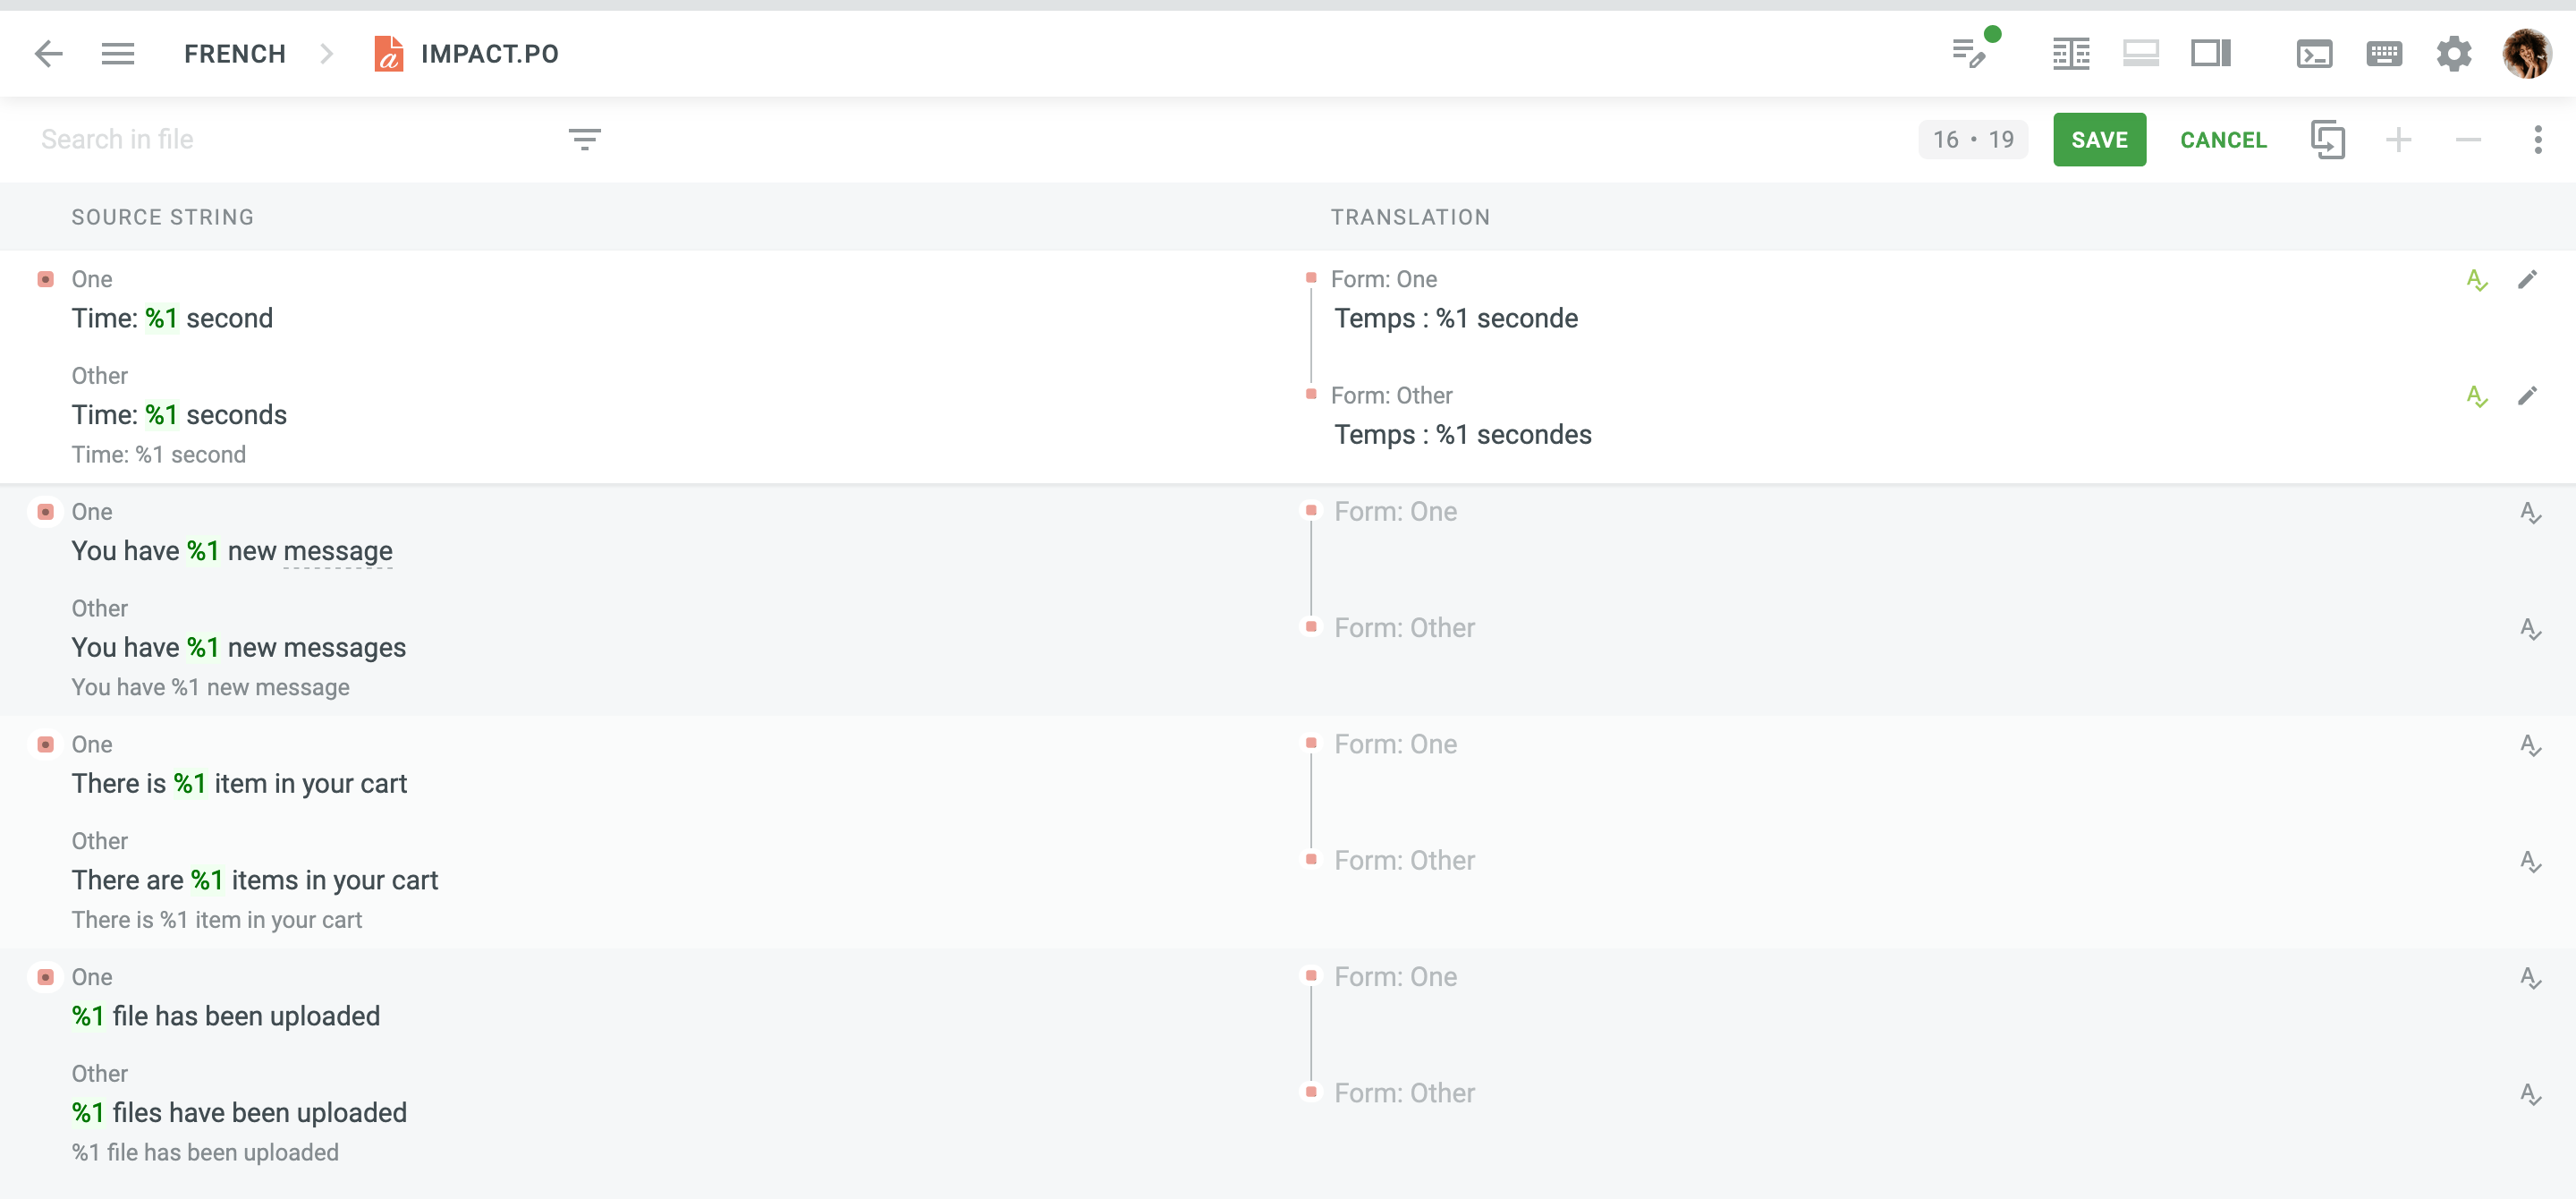 FRENCH
IMPACT.PO
Search in file
16 • 19
SAVE
CANCEL
SOURCE STRING
TRANSLATION
One
Time: %1 second
Other
Time: %1 seconds
Time: %1 second
Form: One
Temps : %1 seconde
Form: Other
Temps : %1 secondes
One
You have %1 new message
Other
You have %1 new messages
You have %1 new message
Form: One
Form: Other
One
There is %1 item in your cart
Other
There are %1 items in your cart
There is %1 item in your cart
Form: One
Form: Other
One
%1 file has been uploaded
Other
%1 files have been uploaded
%1 file has been uploaded
Form: One
Form: Other